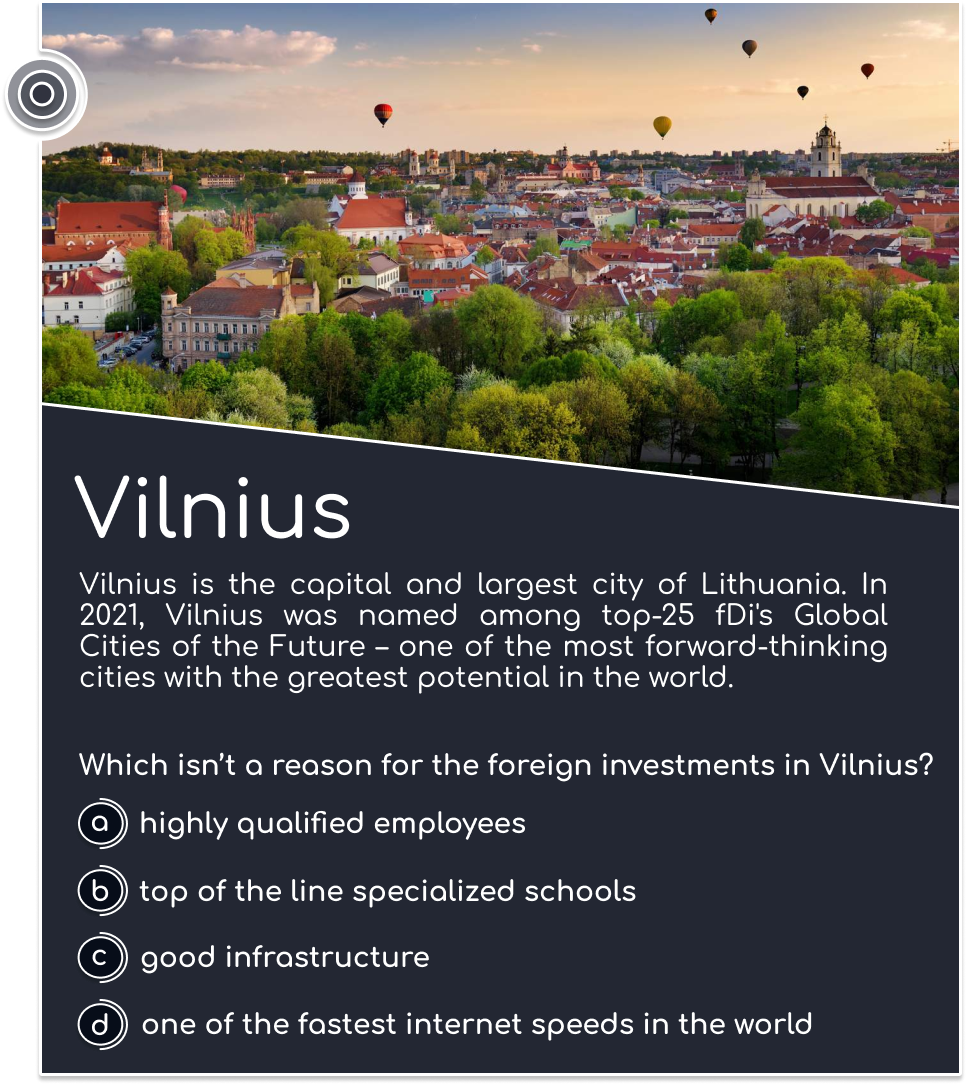 Vilnius
Vilnius is the capital and largest city of Lithuania. In
2021, Vilnius was named among top-25 fDi's Global
Cities of the Future – one of the most forward-thinking
cities with the greatest potential in the world.
Which isn’t a reason for the foreign investments in Vilnius?
a highly qualified employees
b top of the line specialized schools
c good infrastructure
d one of the fastest internet speeds in the world